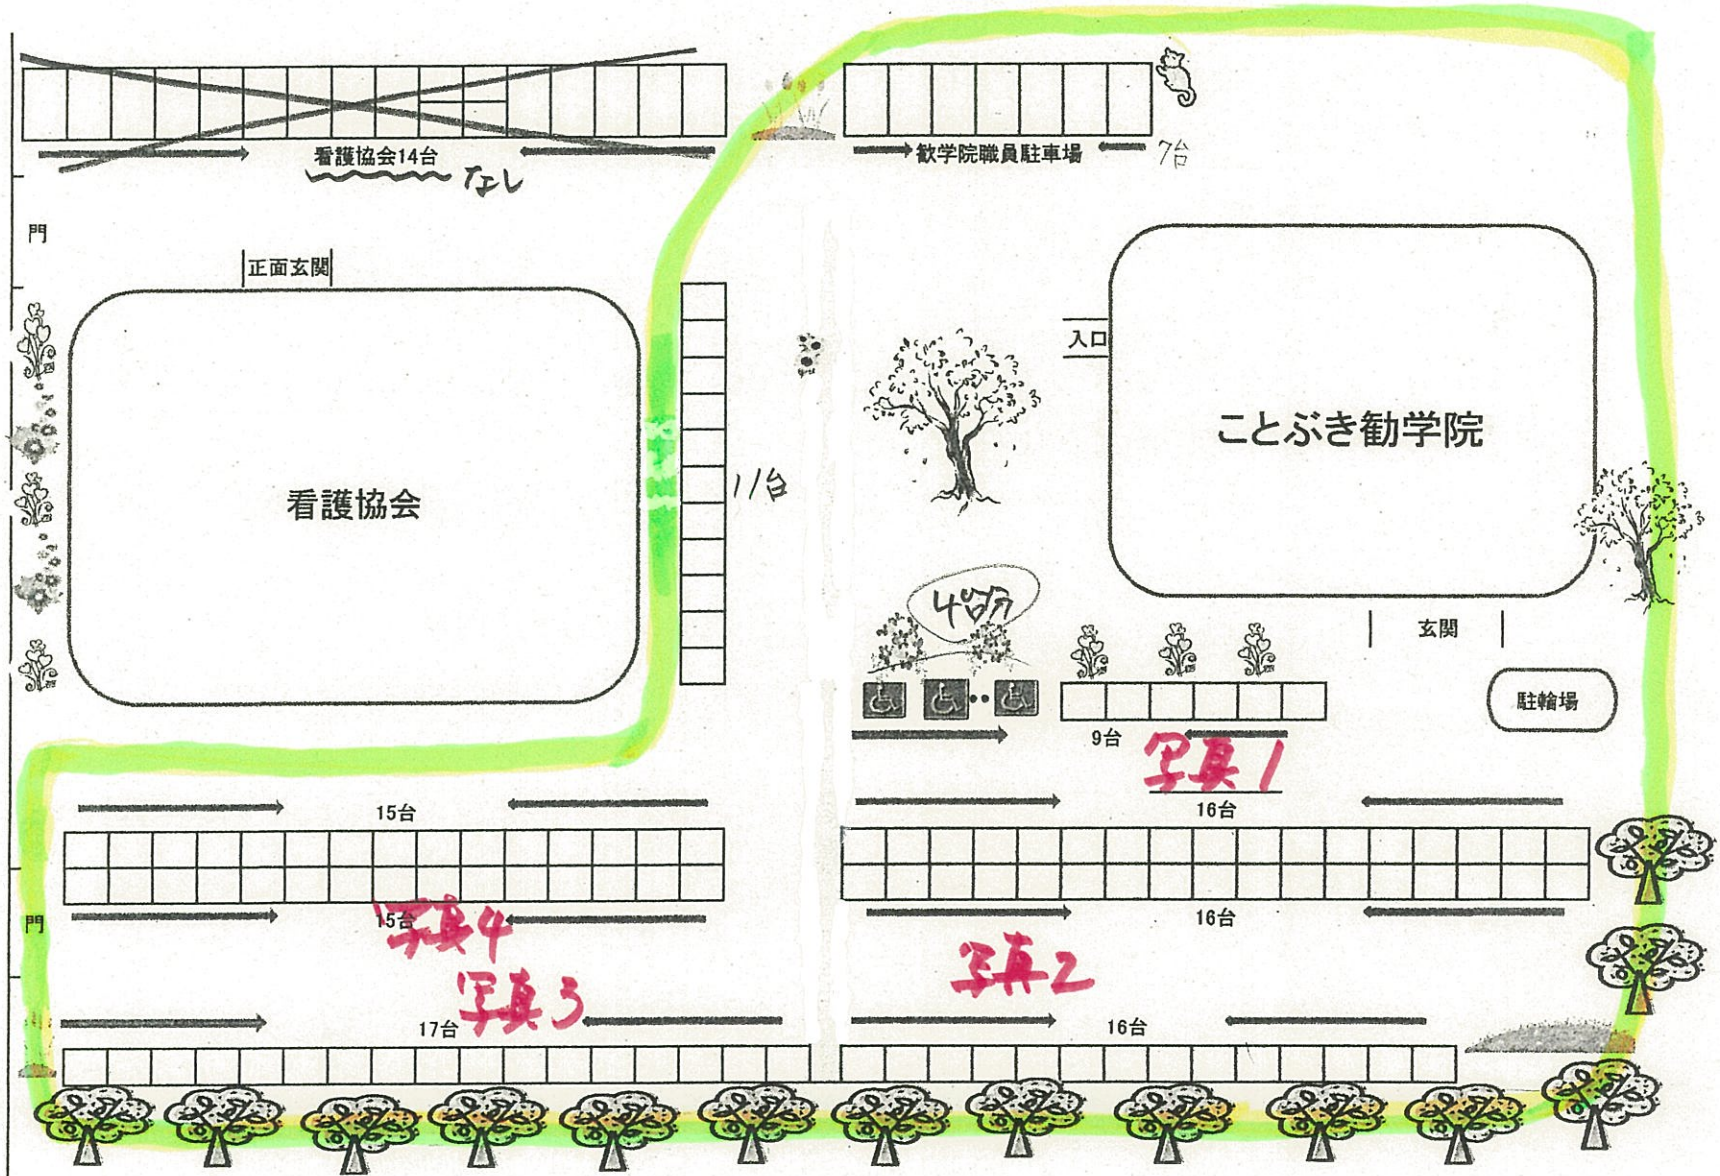 看護協会14台
なし
歓学院職員駐車場
7台
門
正面玄関
入口
ことぶき勧学院
看護協会
11台
4台分
玄関
駐輪場
9台
写真1
15台
16台
門
15台
写真4
16台
写真3
写真2
17台
16台